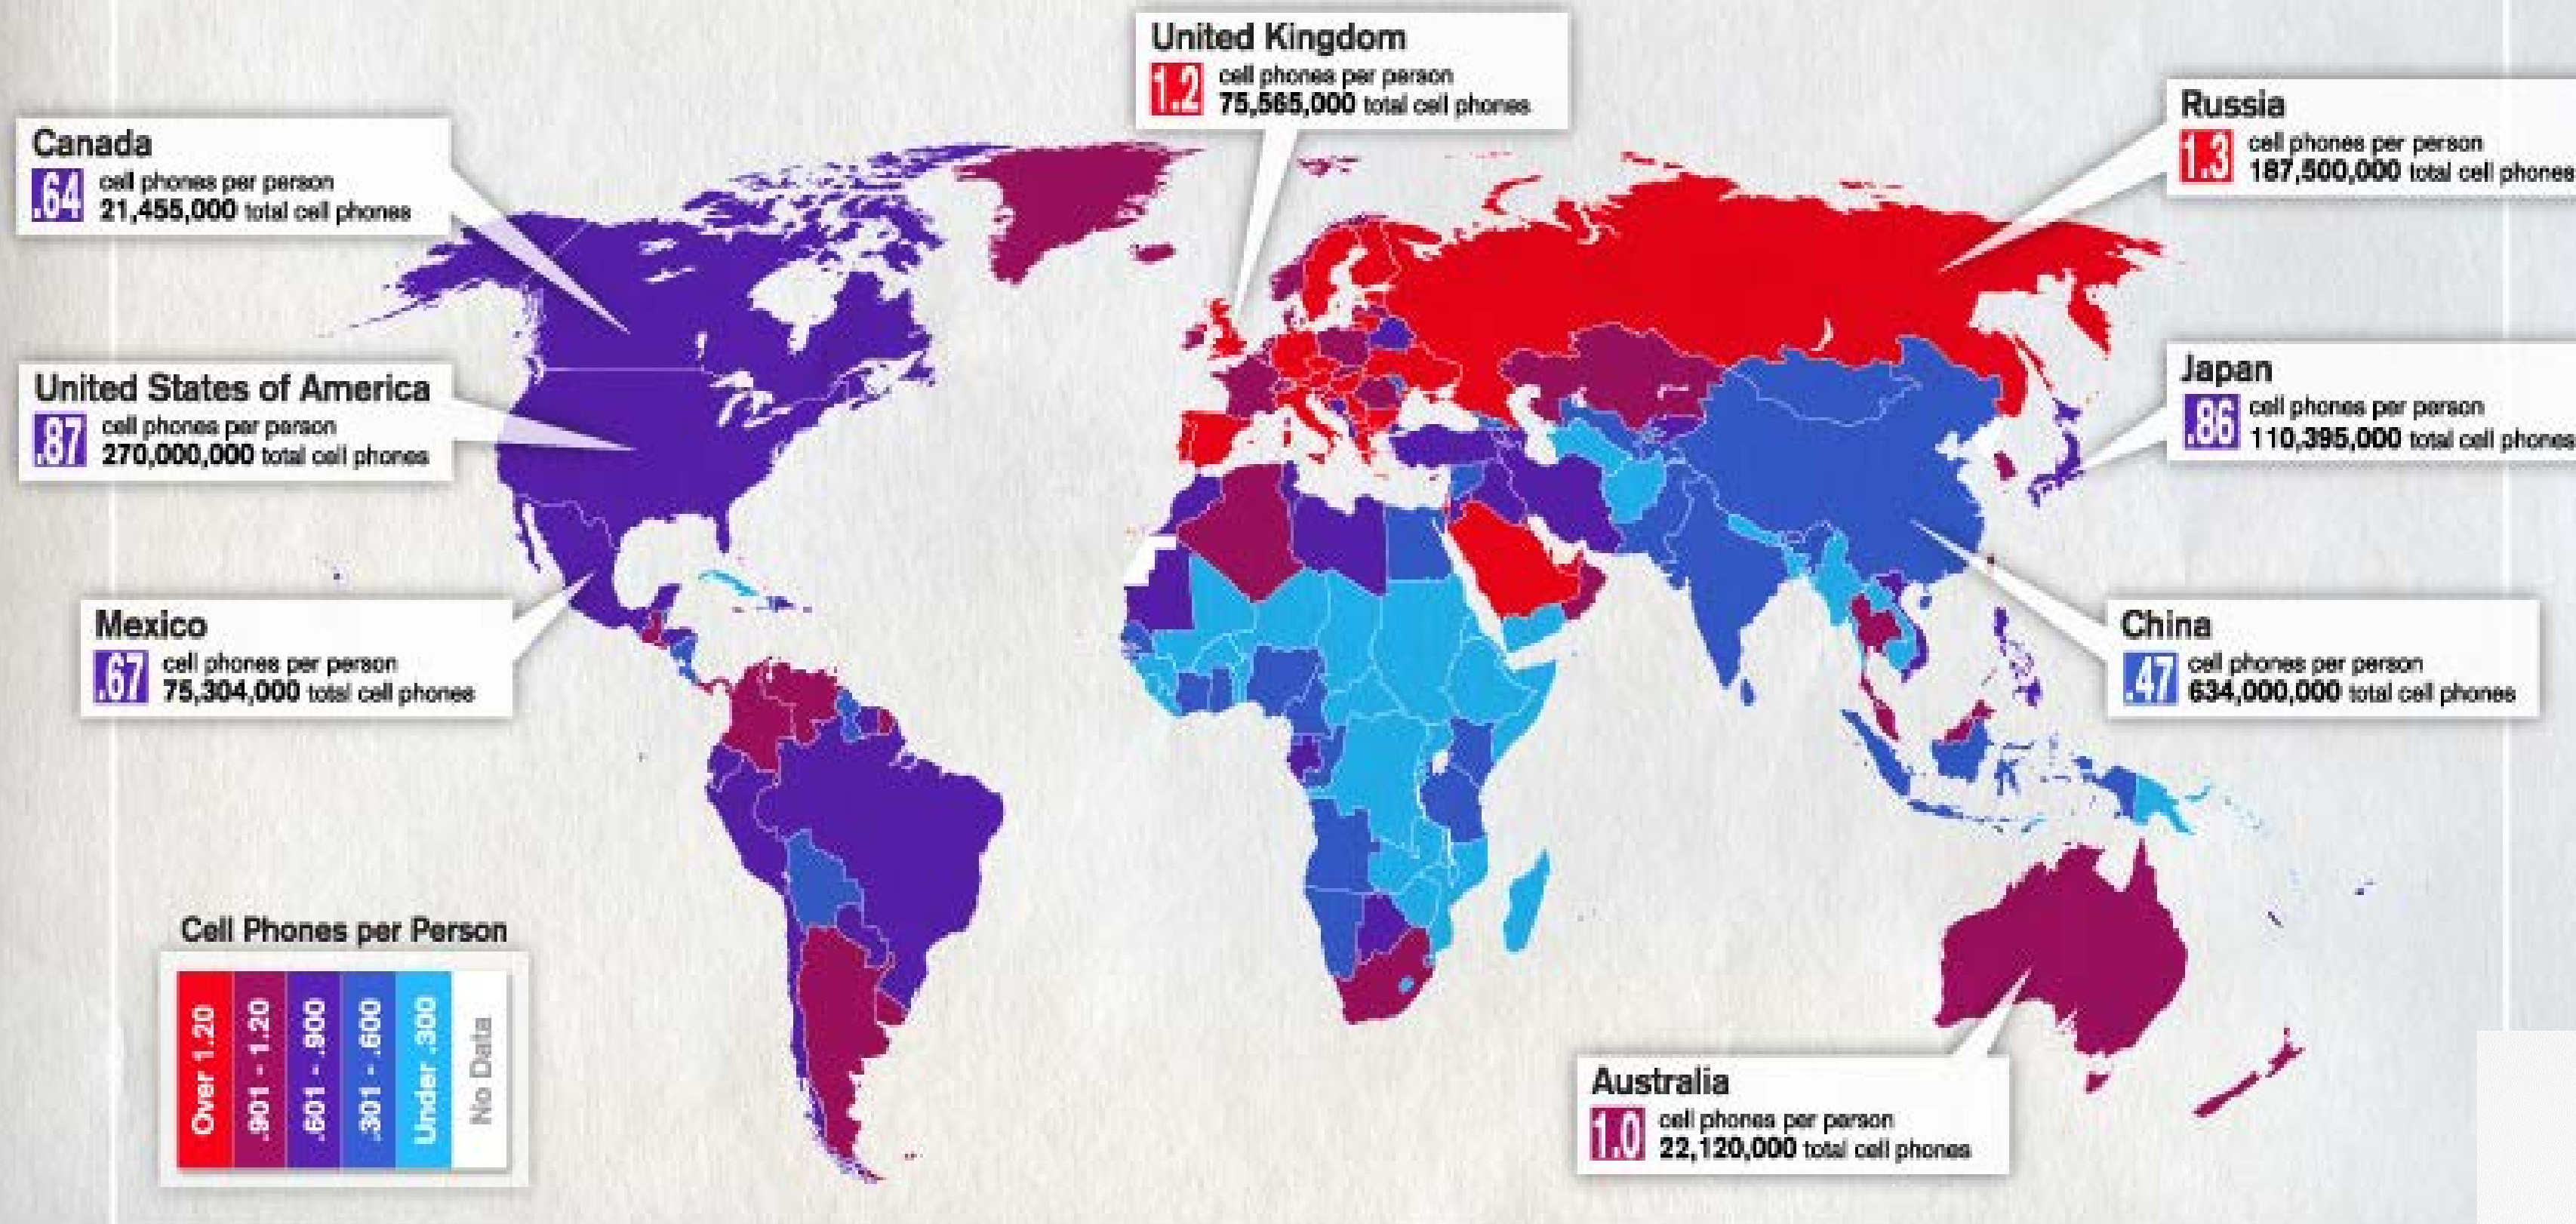 United Kingdom
1.2 cell phones per person
75,565,000 total cell phones
Russia
1.3 cell phones per person
187,500,000 total cell phones
Canada
.64 cell phones per person
21,455,000 total cell phones
United States of America
.87 cell phones per person
270,000,000 total cell phones
Japan
.86 cell phones per person
110,395,000 total cell phones
Mexico
.67 cell phones per person
75,304,000 total cell phones
China
.47 cell phones per person
634,000,000 total cell phones
Australia
1.0 cell phones per person
22,120,000 total cell phones
Cell Phones per Person
Over 1.20
.901 - 1.20
.601 - .900
.301 - .600
Under .300
No Data